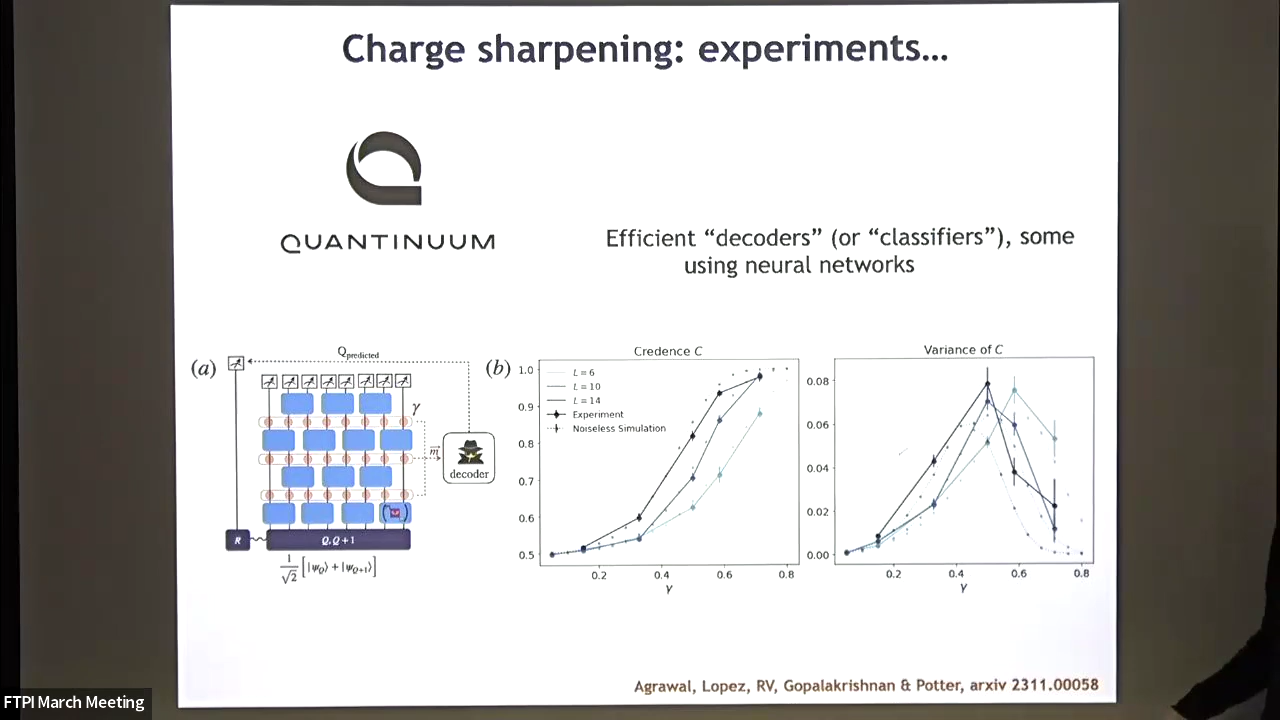 Charge sharpening: experiments…
QUANTINUUM
Efficient “decoders” (or “classifiers”), some
using neural networks
(a)
Q_predicted
γ
m⃗
decoder
R
Q, Q + 1
1/√2 [|ψ_Q⟩ + |ψ_{Q+1}⟩]
(b)
Credence C
L = 6
L = 10
L = 14
Experiment
Noiseless Simulation
1.0
0.9
0.8
0.7
0.6
0.5
0.2 0.4 0.6 0.8
γ
Variance of C
0.08
0.06
0.04
0.02
0.00
0.2 0.4 0.6 0.8
γ
Agrawal, Lopez, RV, Gopalakrishnan & Potter, arxiv 2311.00058
FTPI March Meeting